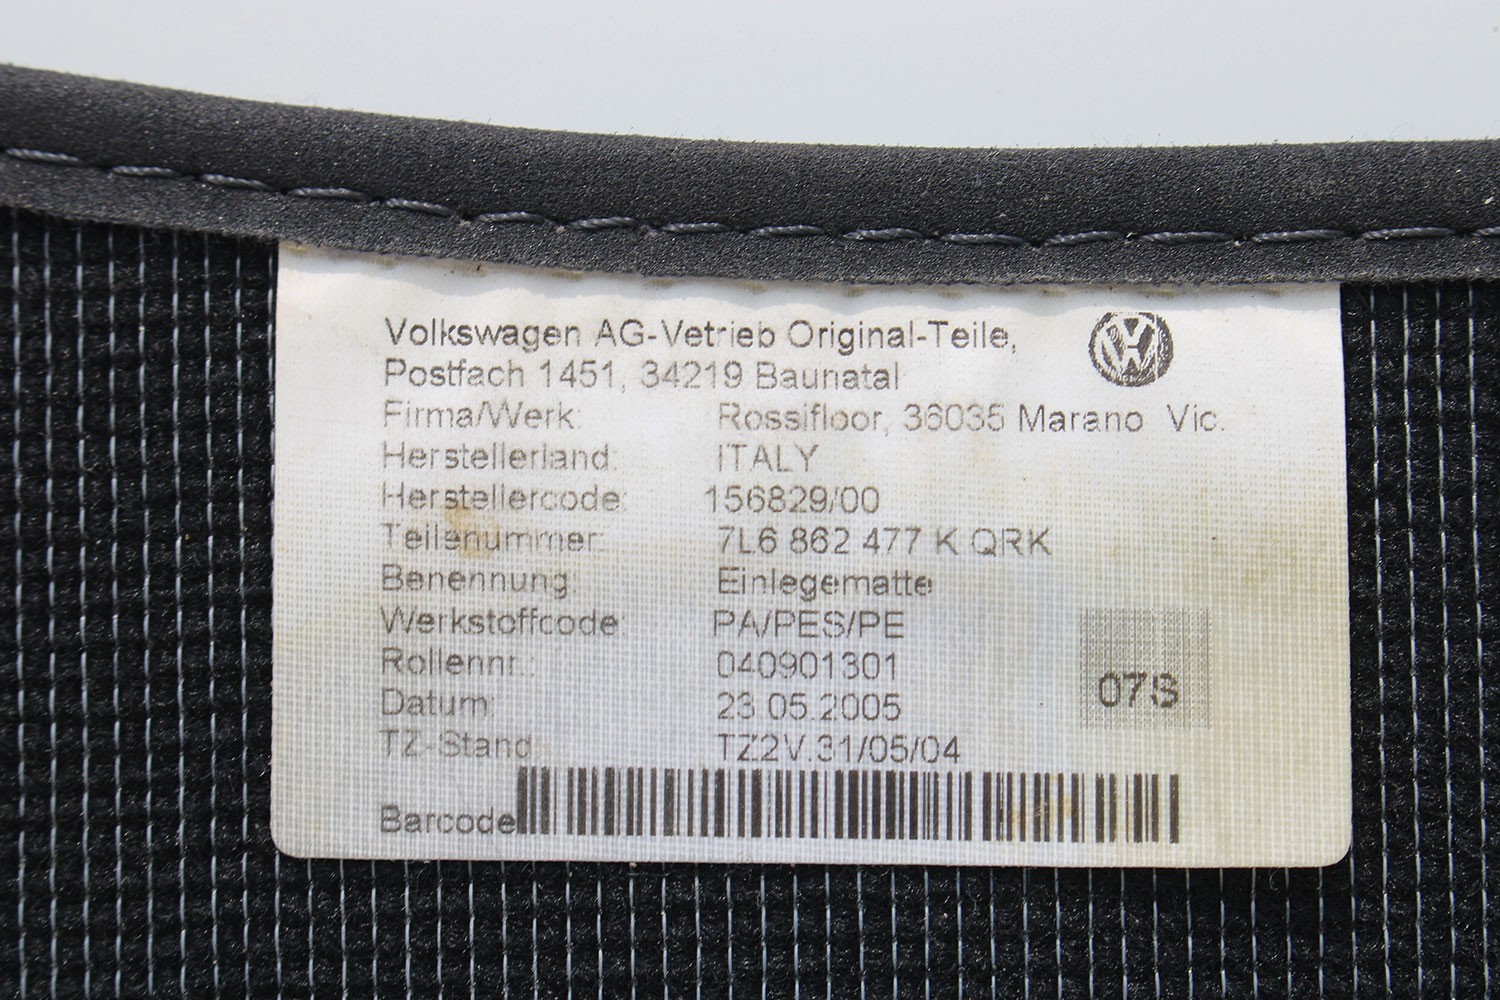 Volkswagen AG-Vetrieb Original-Teile,
Postfach 1451, 34219 Baunatal
Firma/Werk: Rossifloor, 36035 Marano Vic.
Herstellerland: ITALY
Herstellercode: 156829/00
Teilenummer: 7L6 862 477 K QRK
Benennung: Einlegematte
Werkstoffcode: PA/PES/PE
Rollennr.: 040901301
Datum: 23.05.2005
07S
TZ-Stand TZ2V.31/05/04
Barcode